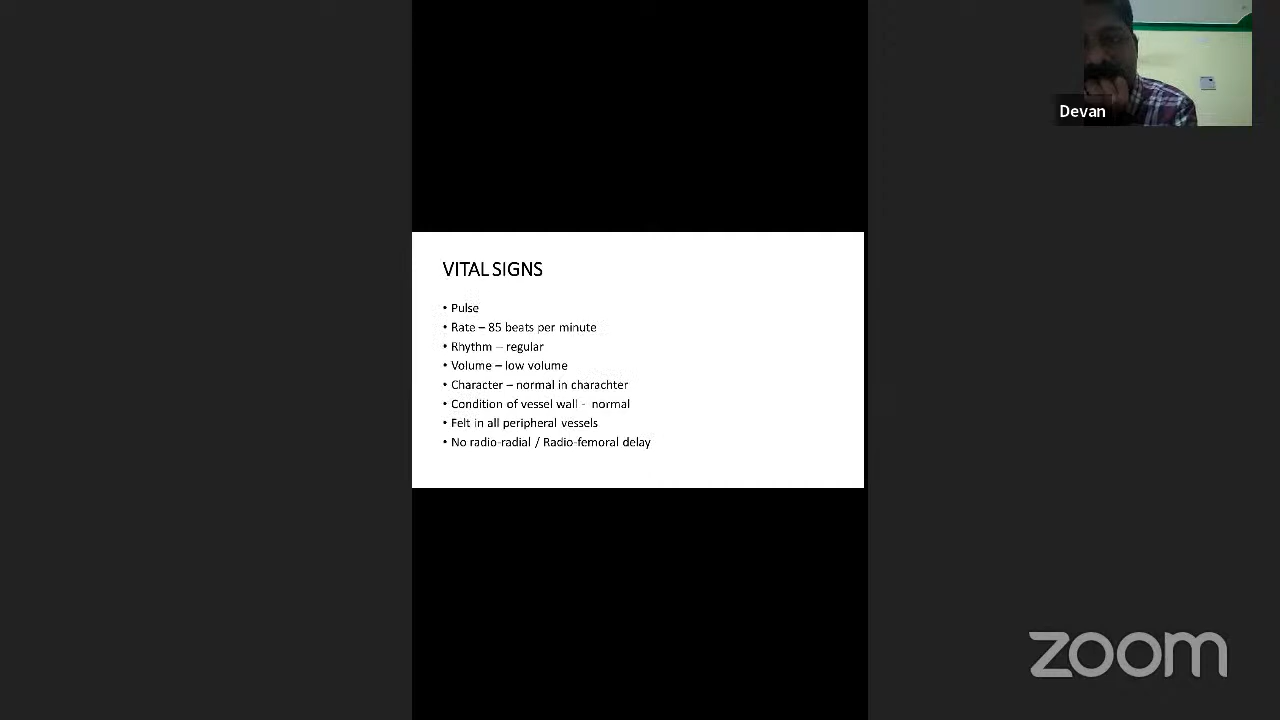 Devan
VITAL SIGNS
• Pulse
• Rate – 85 beats per minute
• Rhythm – regular
• Volume – low volume
• Character – normal in charachter
• Condition of vessel wall - normal
• Felt in all peripheral vessels
• No radio-radial / Radio-femoral delay
zoom